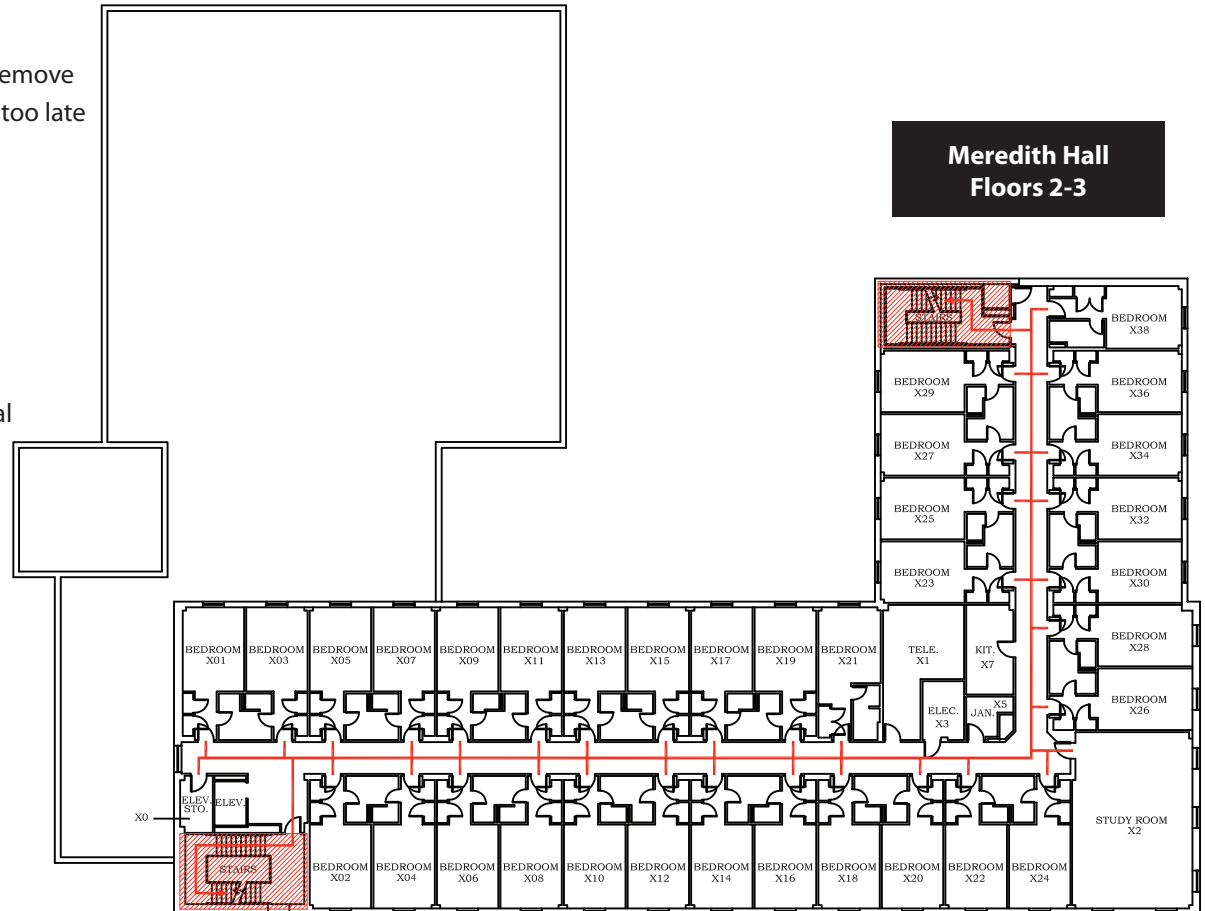 emove
too late
Meredith Hall
Floors 2-3
al
STAIRS
BEDROOM
X38
BEDROOM
X29
BEDROOM
X36
BEDROOM
X27
BEDROOM
X34
BEDROOM
X25
BEDROOM
X32
BEDROOM
X23
BEDROOM
X30
BEDROOM
X01
BEDROOM
X03
BEDROOM
X05
BEDROOM
X07
BEDROOM
X09
BEDROOM
X11
BEDROOM
X13
BEDROOM
X15
BEDROOM
X17
BEDROOM
X19
BEDROOM
X21
TELE.
X1
KIT.
X7
BEDROOM
X28
ELEC.
X3
X5
JAN.
BEDROOM
X26
ELEV.
STO.
ELEV.
X0
STAIRS
BEDROOM
X02
BEDROOM
X04
BEDROOM
X06
BEDROOM
X08
BEDROOM
X10
BEDROOM
X12
BEDROOM
X14
BEDROOM
X16
BEDROOM
X18
BEDROOM
X20
BEDROOM
X22
BEDROOM
X24
STUDY ROOM
X2